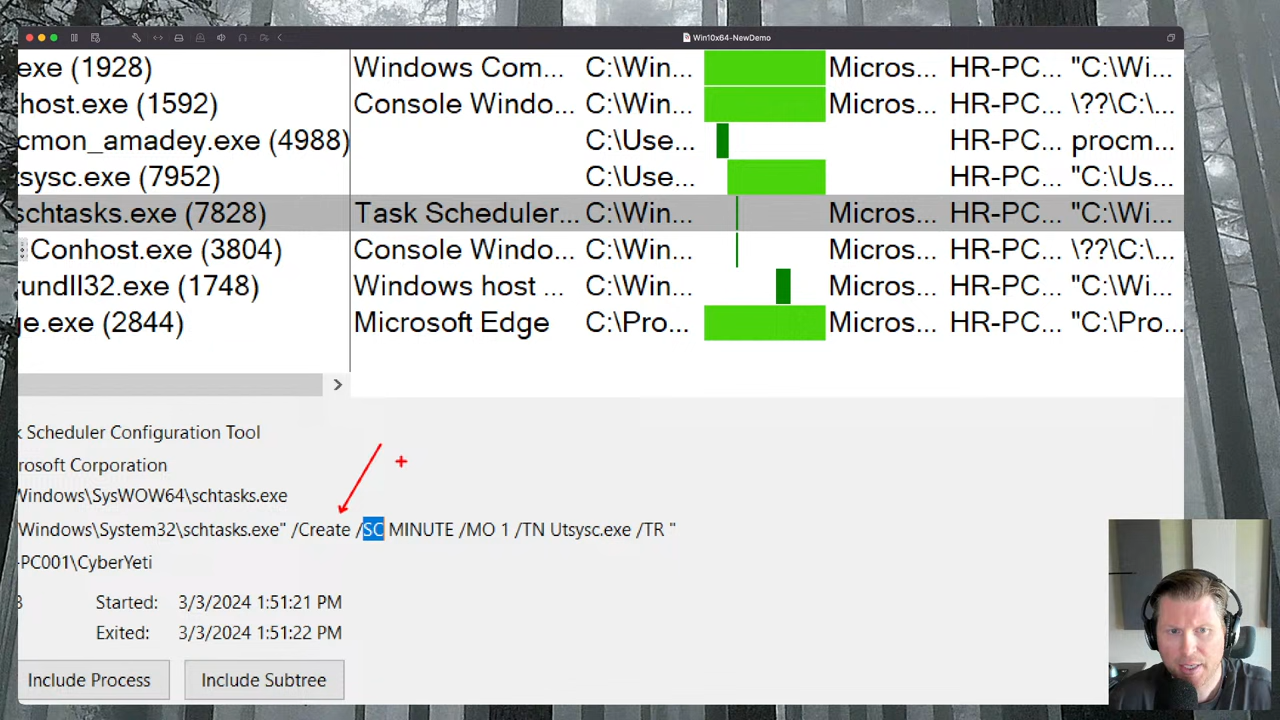 Win10x64-NewDemo
exe (1928) Windows Com... C:\Win... Micros... HR-PC... "C:\Wi...
host.exe (1592) Console Windo... C:\Win... Micros... HR-PC... \??\C:\...
cmon_amadey.exe (4988) C:\Use... HR-PC... procm...
sysc.exe (7952) C:\Use... HR-PC... "C:\Us...
schtasks.exe (7828) Task Scheduler... C:\Win... Micros... HR-PC... "C:\Wi...
Conhost.exe (3804) Console Windo... C:\Win... Micros... HR-PC... \??\C:\...
rundll32.exe (1748) Windows host ... C:\Win... Micros... HR-PC... "C:\Wi...
ge.exe (2844) Microsoft Edge C:\Pro... Micros... HR-PC... "C:\Pro...
k Scheduler Configuration Tool
rosoft Corporation
Windows\SysWOW64\schtasks.exe
Windows\System32\schtasks.exe" /Create /SC MINUTE /MO 1 /TN Utsysc.exe /TR "
-PC001\CyberYeti
8 Started: 3/3/2024 1:51:21 PM
Exited: 3/3/2024 1:51:22 PM
Include Process Include Subtree